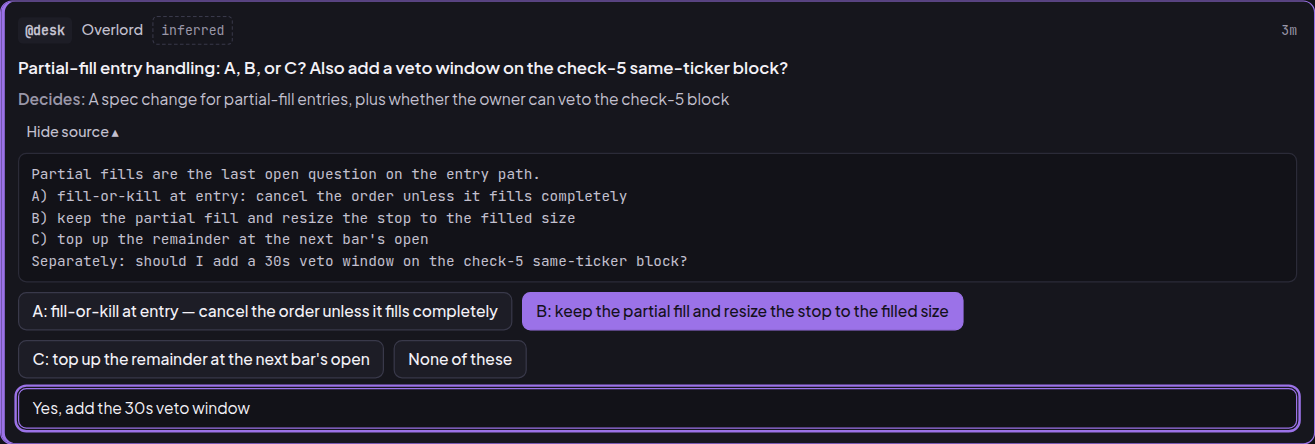 @desk Overlord inferred 3m
Partial-fill entry handling: A, B, or C? Also add a veto window on the check-5 same-ticker block?
Decides: A spec change for partial-fill entries, plus whether the owner can veto the check-5 block
Hide source ▴
Partial fills are the last open question on the entry path.
A) fill-or-kill at entry: cancel the order unless it fills completely
B) keep the partial fill and resize the stop to the filled size
C) top up the remainder at the next bar's open
Separately: should I add a 30s veto window on the check-5 same-ticker block?
A: fill-or-kill at entry — cancel the order unless it fills completely B: keep the partial fill and resize the stop to the filled size
C: top up the remainder at the next bar's open None of these
Yes, add the 30s veto window